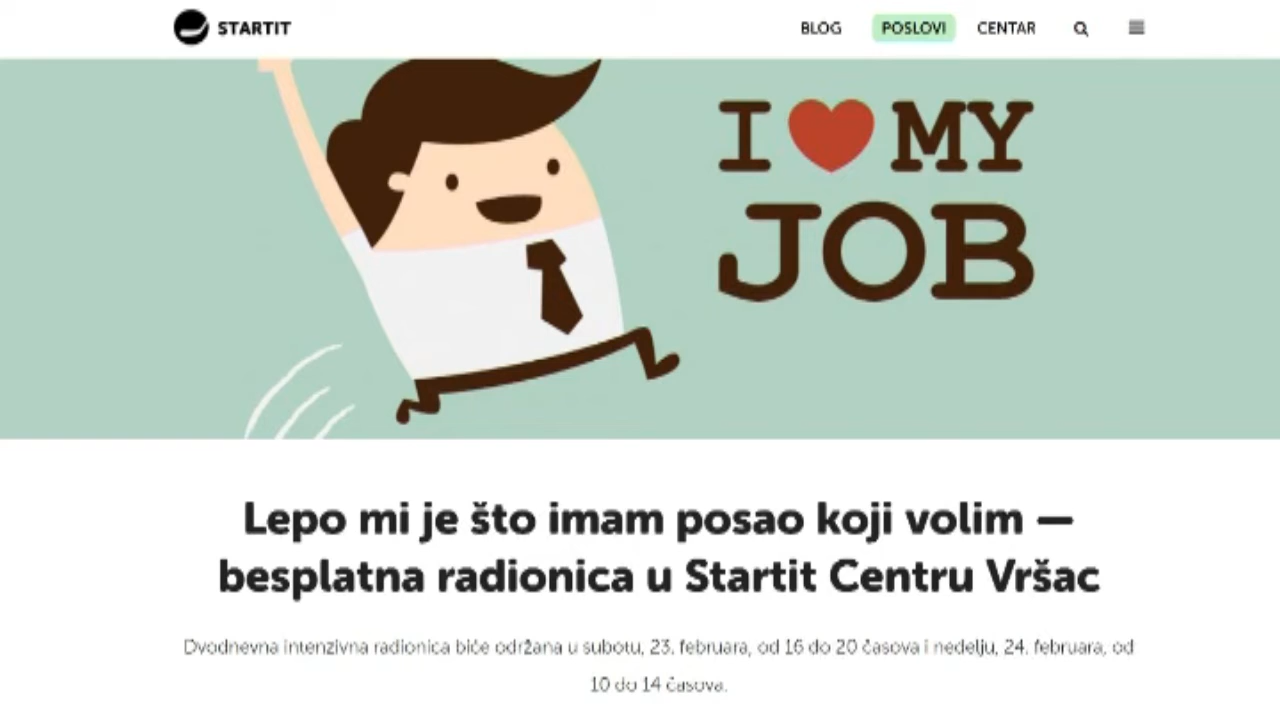 STARTIT
BLOG POSLOVI CENTAR
I ❤ MY
JOB
Lepo mi je što imam posao koji volim —
besplatna radionica u Startit Centru Vršac
Dvodnevna intenzivna radionica biće održana u subotu, 23. februara, od 16 do 20 časova i nedelju, 24. februara, od
10 do 14 časova.